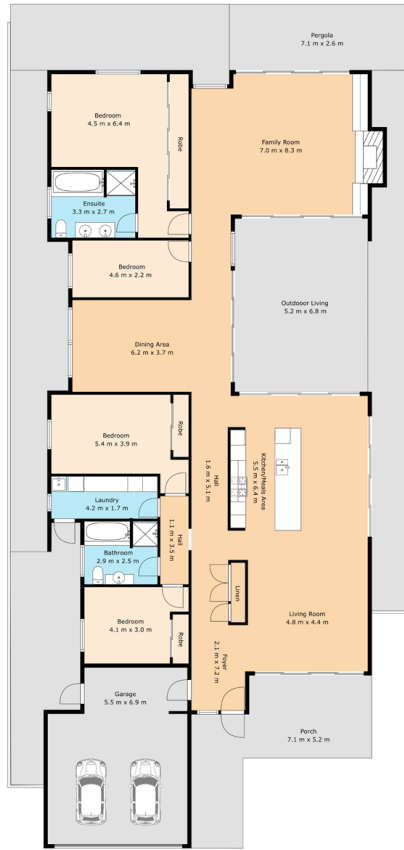 Pergola
7.1 m x 2.6 m
Bedroom
4.5 m x 6.4 m
Robe
Family Room
7.0 m x 8.3 m
Ensuite
3.3 m x 2.7 m
Bedroom
4.6 m x 2.2 m
Outdoor Living
5.2 m x 6.8 m
Dining Area
6.2 m x 3.7 m
Bedroom
5.4 m x 3.9 m
Robe
Hall
1.6 m x 5.1 m
Kitchen/Meals Area
5.5 m x 6.4 m
Laundry
4.2 m x 1.7 m
Hall
1.1 m x 3.5 m
Bathroom
2.9 m x 2.5 m
Linen
Bedroom
4.1 m x 3.0 m
Robe
Living Room
4.8 m x 4.4 m
Foyer
2.1 m x 7.2 m
Garage
5.5 m x 6.9 m
Porch
7.1 m x 5.2 m